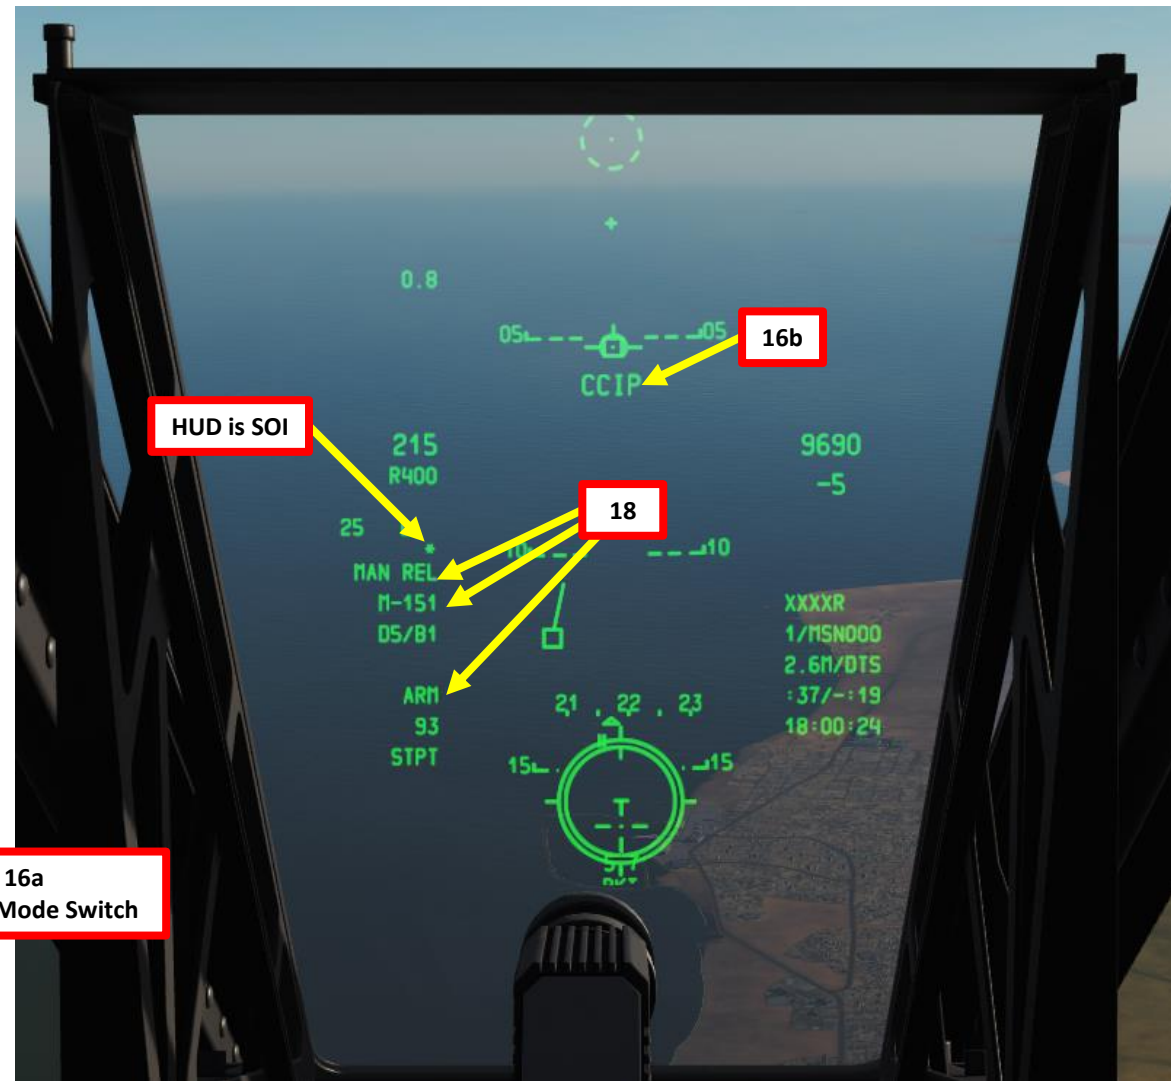 0.8
05 05
16b
CCIP
HUD is SOI
215
9690
R400
-5
18
25
*
10 10
MAN REL
M-151
XXXXR
D5/B1
1/MSN000
2.6M/DTS
ARM
21 . 22 . 23
:37/-:19
93
18:00:24
STPT
15 15
16a
Mode Switch
RKT